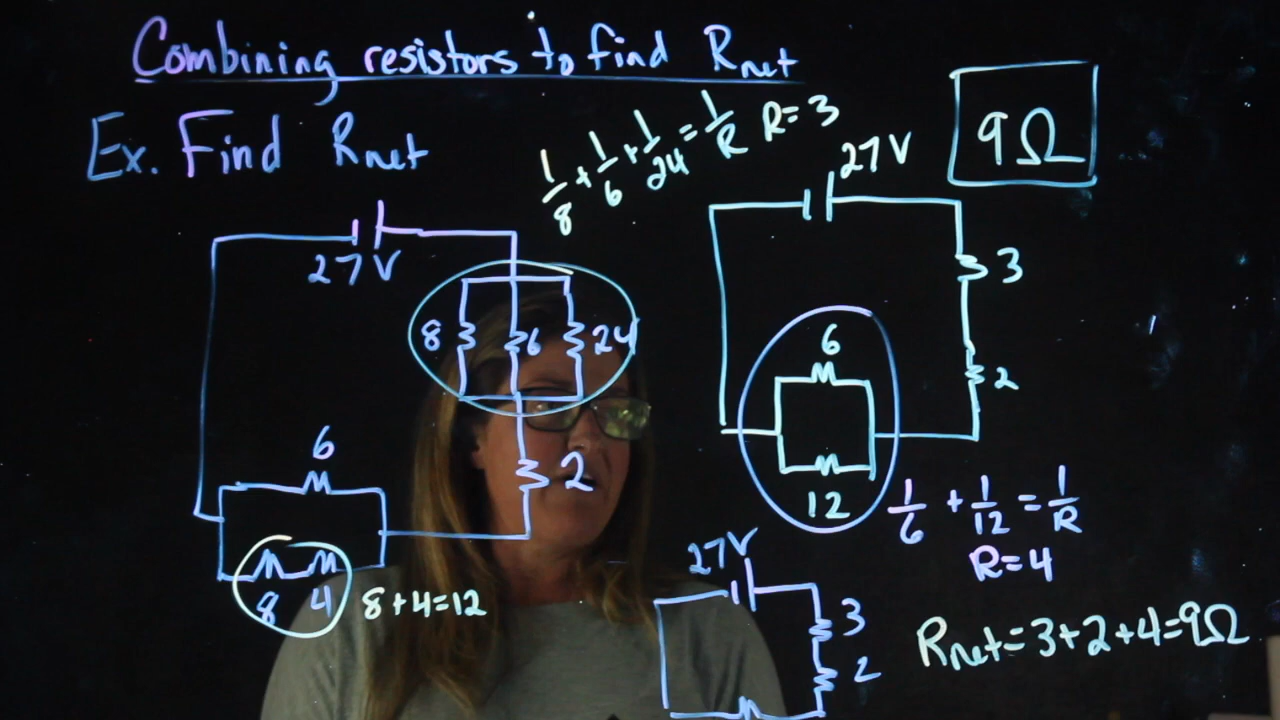 Combining resistors to find Rnet
Ex. Find Rnet
1/8 + 1/6 + 1/24 = 1/R R = 3
9Ω
27V
8
6
24
2
6
8
4
8+4=12
27V
3
2
6
12
1/6 + 1/12 = 1/R
R=4
27V
3
2
Rnet = 3+2+4=9Ω